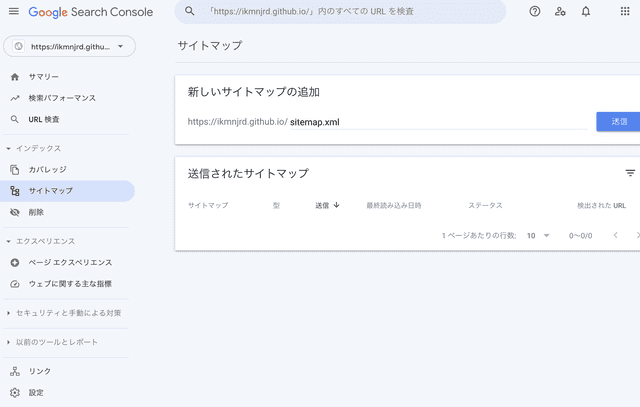 Google Search Console
「https://ikmnjrd.github.io/」内のすべての URL を検査
https://ikmnjrd.githu...
サマリー
検索パフォーマンス
URL 検査
インデックス
カバレッジ
サイトマップ
削除
エクスペリエンス
ページ エクスペリエンス
ウェブに関する主な指標
セキュリティと手動による対策
以前のツールとレポート
リンク
設定
サイトマップ
新しいサイトマップの追加
https://ikmnjrd.github.io/ sitemap.xml
送信
送信されたサイトマップ
サイトマップ 型 送信 最終読み込み日時 ステータス 検出された URL
1 ページあたりの行数: 10 0～0/0